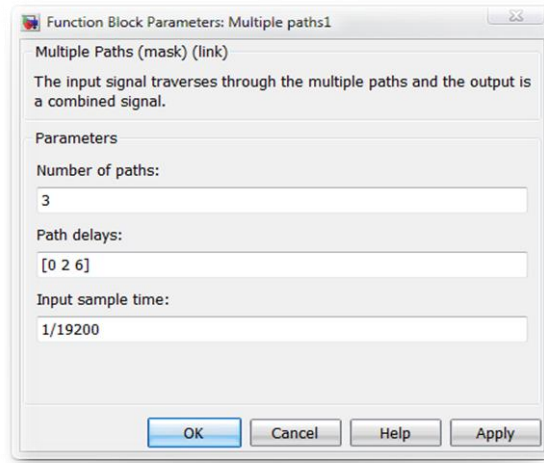 Function Block Parameters: Multiple paths1
Multiple Paths (mask) (link)
The input signal traverses through the multiple paths and the output is
a combined signal.
Parameters
Number of paths:
3
Path delays:
[0 2 6]
Input sample time:
1/19200
OK Cancel Help Apply